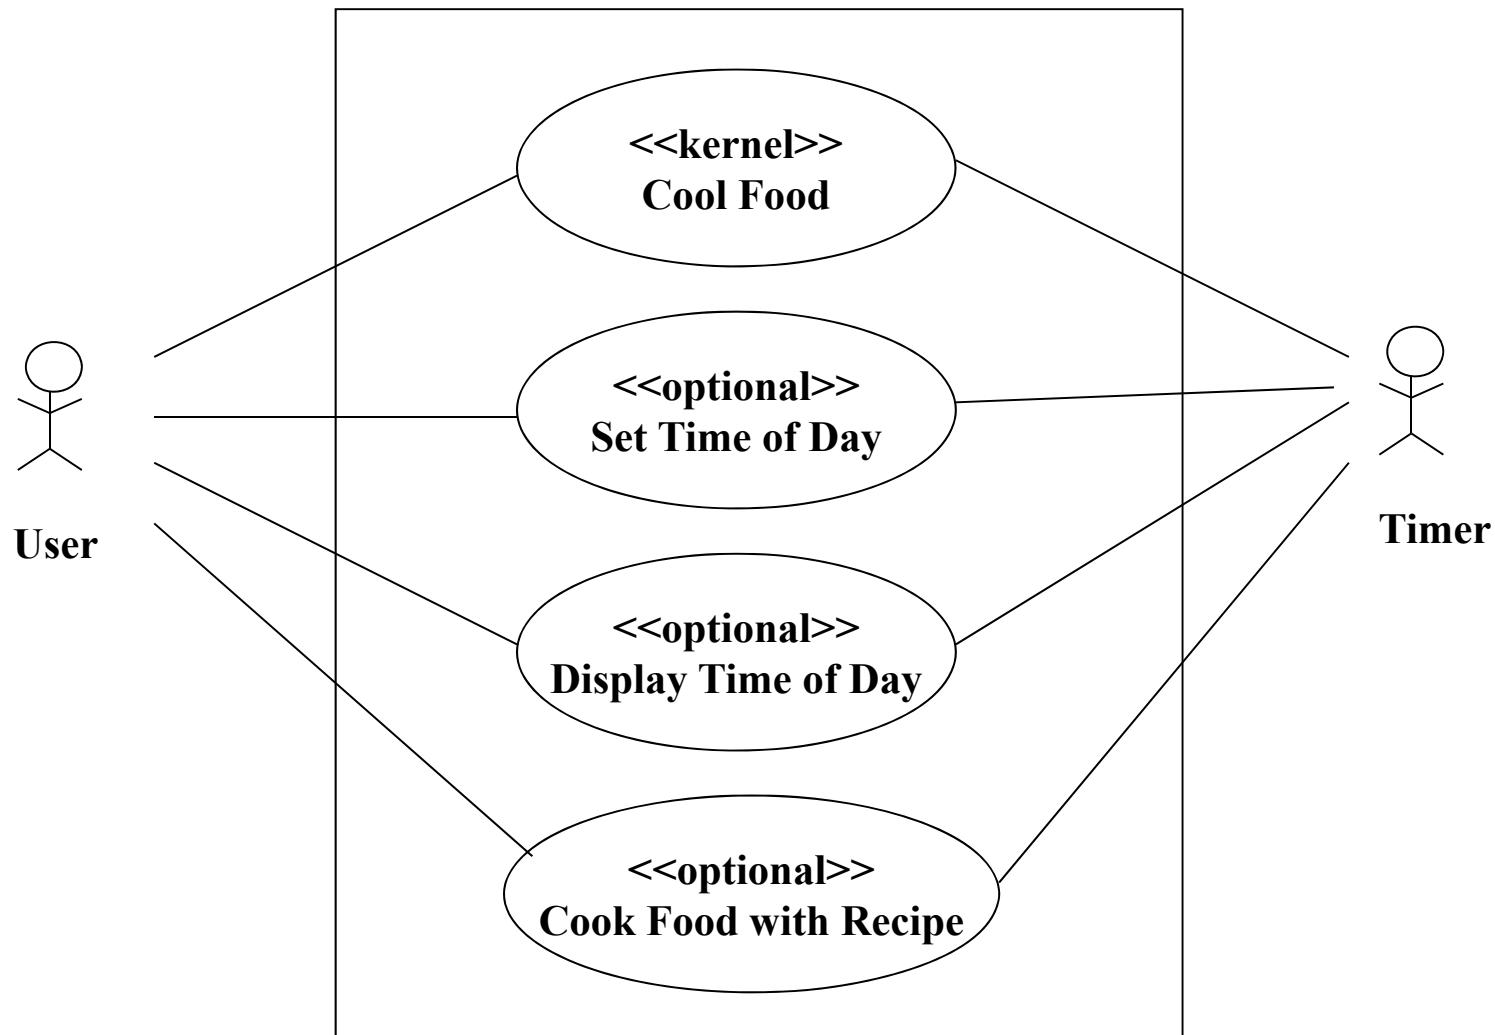 <<kernel>>
Cool Food
<<optional>>
Set Time of Day
User
Timer
<<optional>>
Display Time of Day
<<optional>>
Cook Food with Recipe